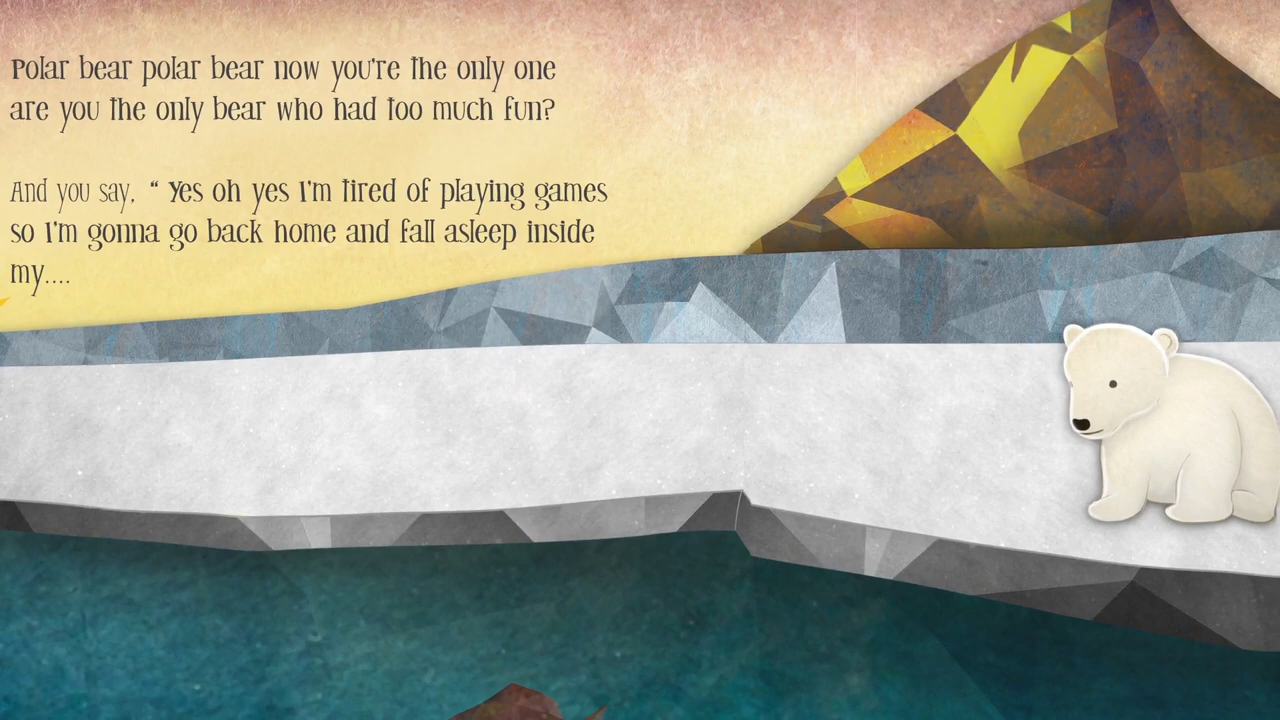 Polar bear polar bear now you're the only one
are you the only bear who had too much fun?
And you say, “ Yes oh yes I'm tired of playing games
so I'm gonna go back home and fall asleep inside
my....